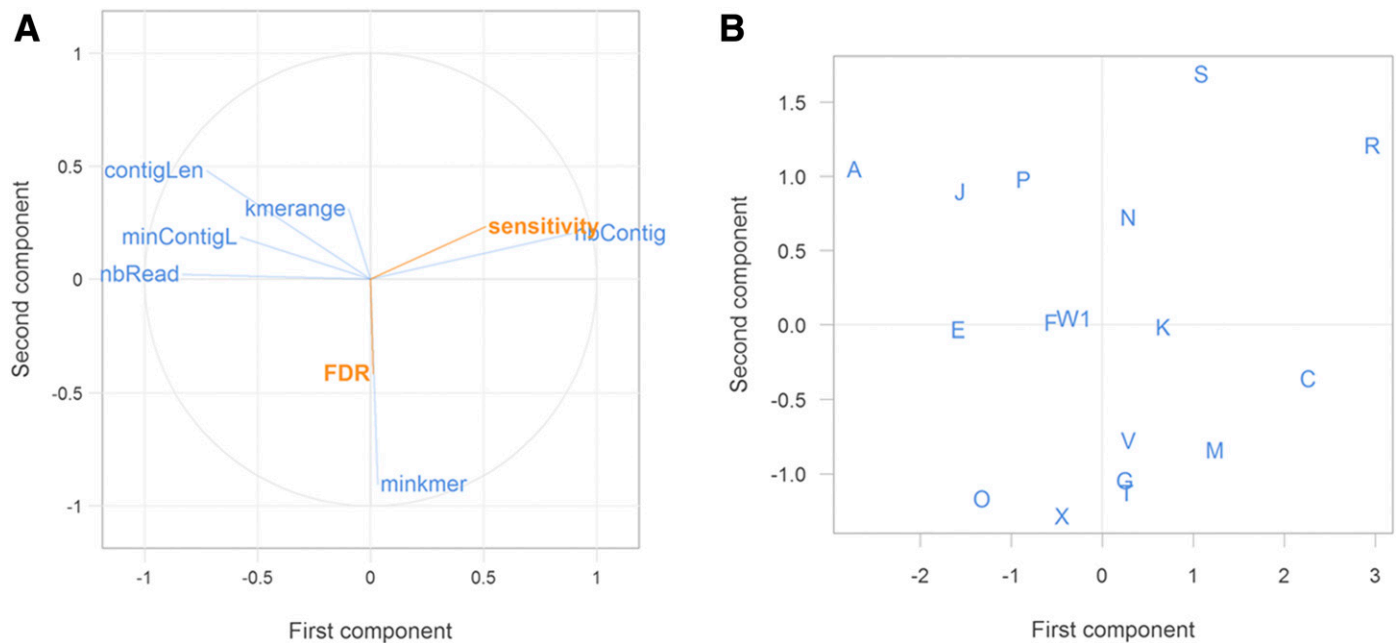 A
1
0.5
0
-0.5
-1
Second component
contigLen
kmerange
minContigL
nbRead
sensitivity
nbContig
FDR
minkmer
-1
-0.5
0
0.5
1
First component
B
1.5
1.0
0.5
0.0
-0.5
-1.0
Second component
S
R
A
J
P
N
E
F
W1
K
C
V
M
G
T
O
X
-2
-1
0
1
2
3
First component